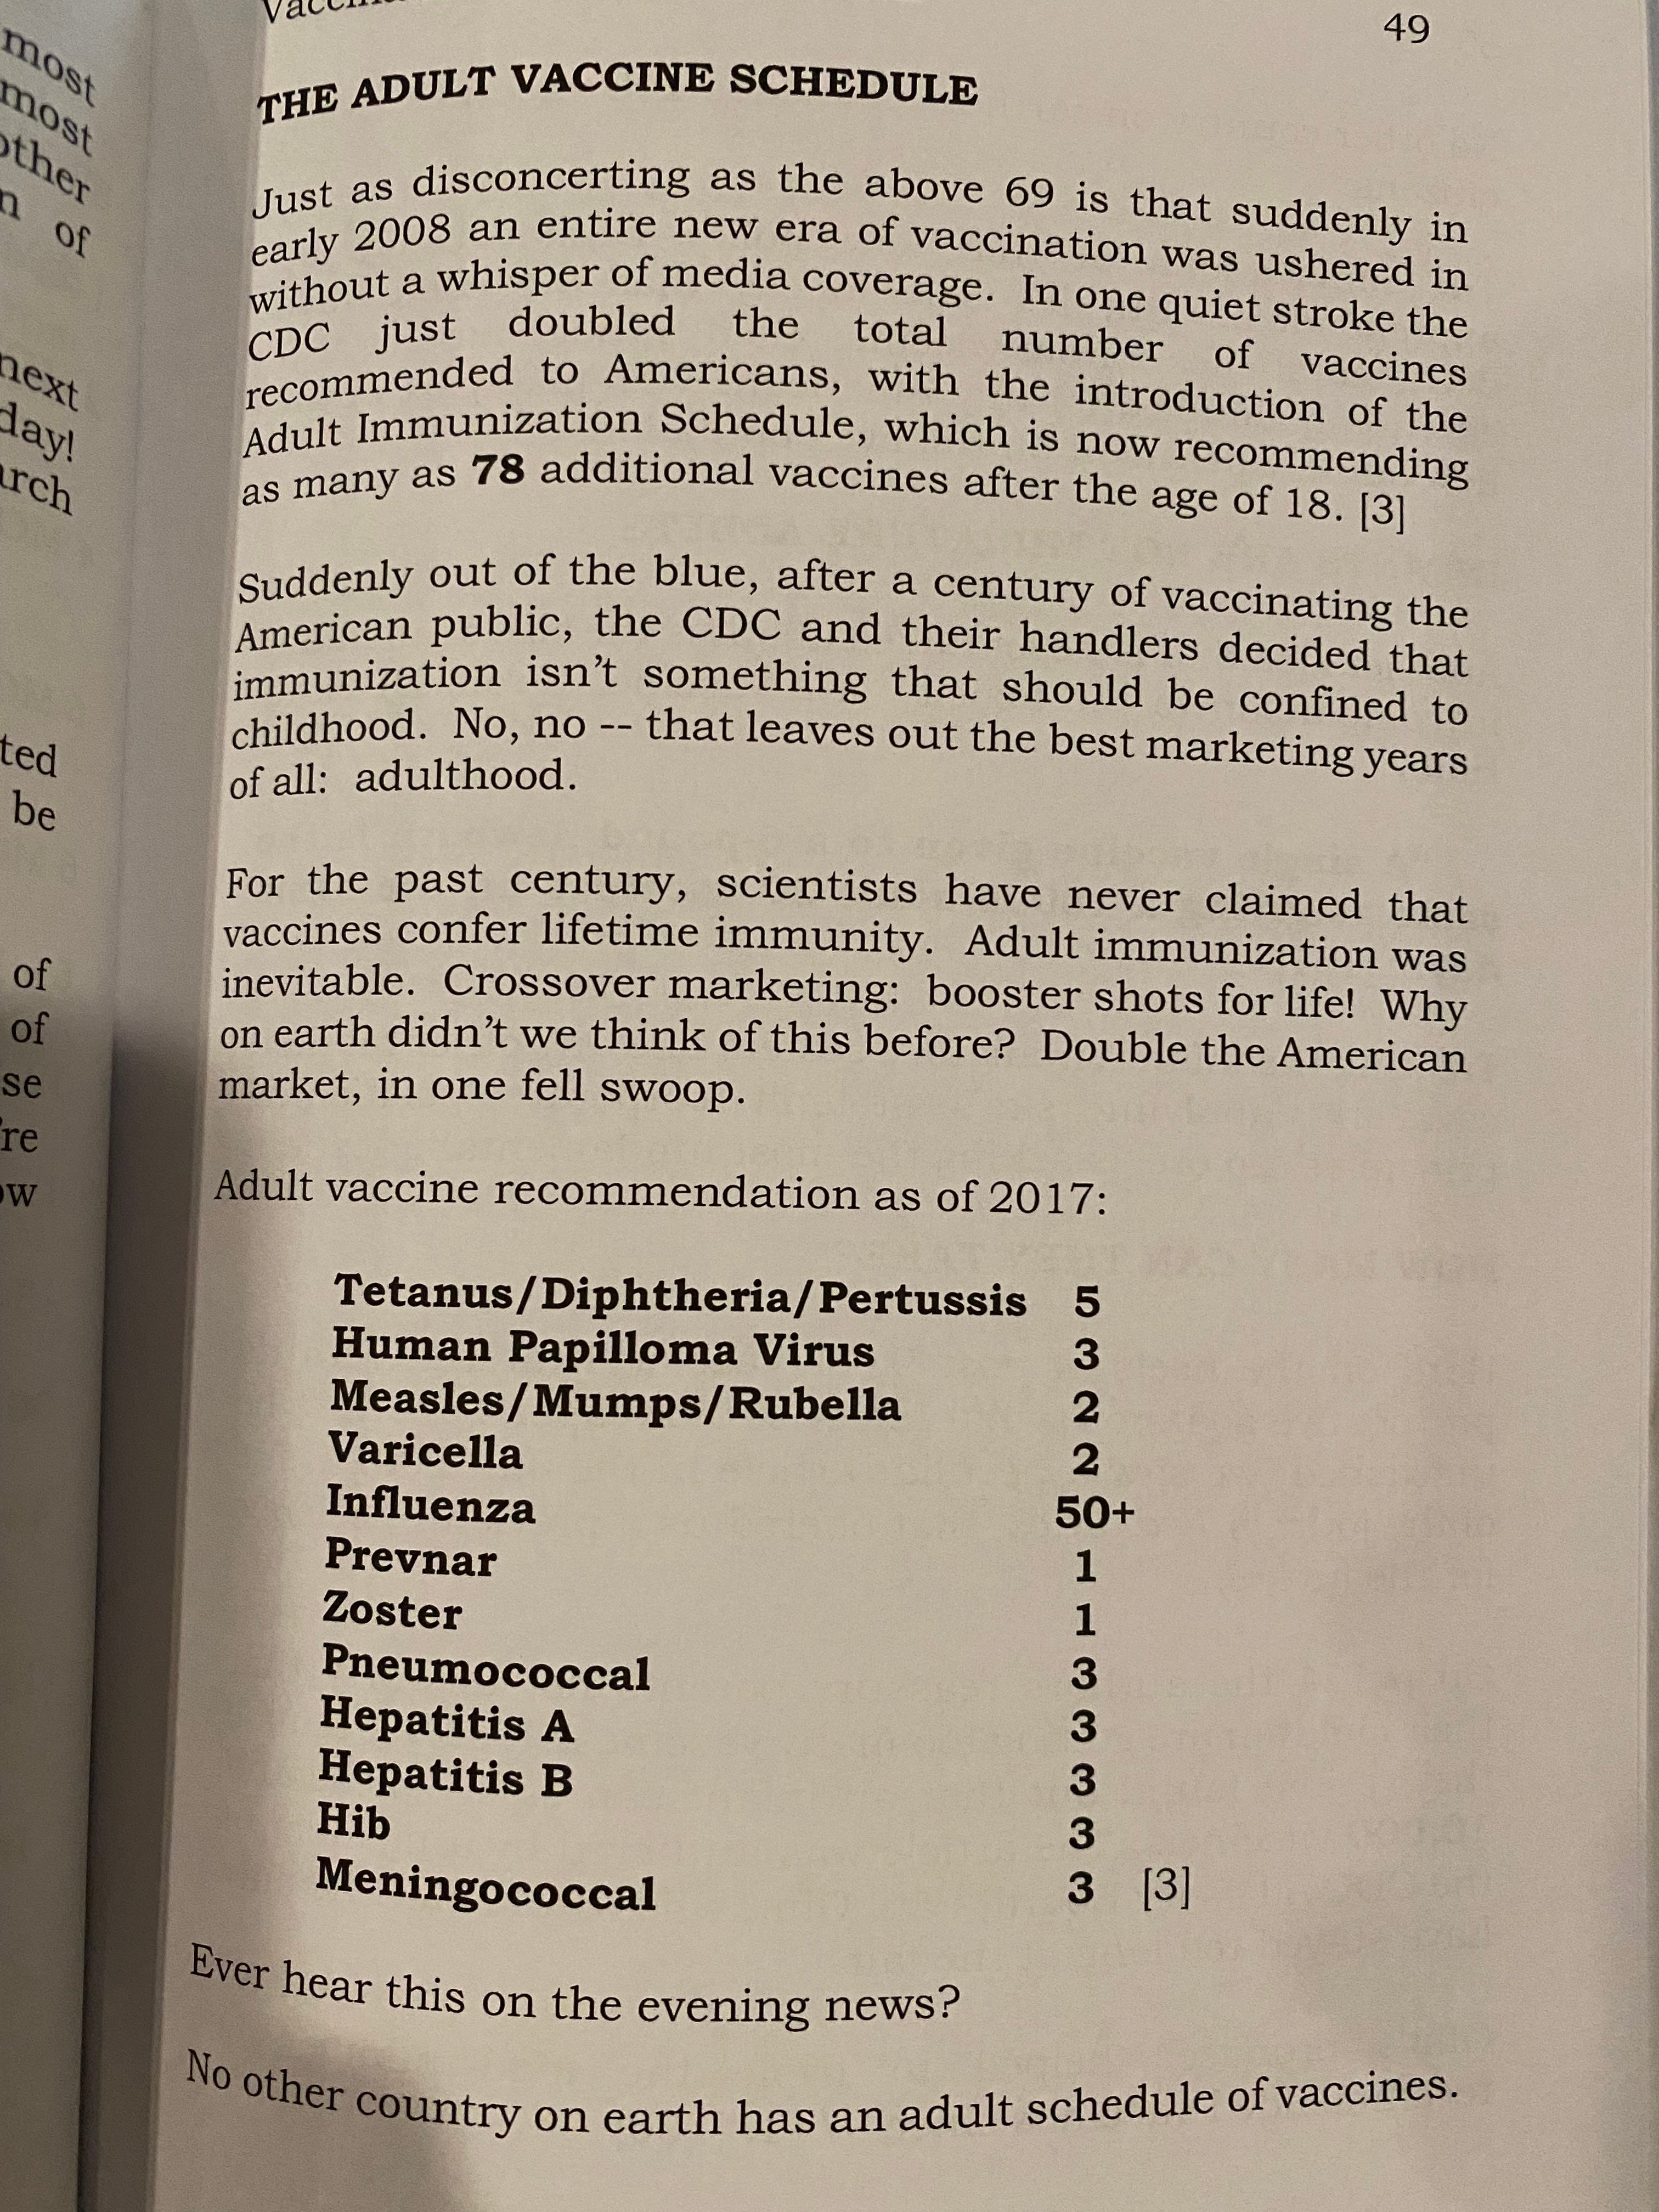 most
most
other
n of
next
day!
arch
ted
be
of
of
se
're
ow
49
THE ADULT VACCINE SCHEDULE
Just as disconcerting as the above 69 is that suddenly in
early 2008 an entire new era of vaccination was ushered in
without a whisper of media coverage. In one quiet stroke the
CDC just doubled the total number of vaccines
recommended to Americans, with the introduction of the
Adult Immunization Schedule, which is now recommending
as many as 78 additional vaccines after the age of 18. [3]
Suddenly out of the blue, after a century of vaccinating the
American public, the CDC and their handlers decided that
immunization isn't something that should be confined to
childhood. No, no -- that leaves out the best marketing years
of all: adulthood.
For the past century, scientists have never claimed that
vaccines confer lifetime immunity. Adult immunization was
inevitable. Crossover marketing: booster shots for life! Why
on earth didn't we think of this before? Double the American
market, in one fell swoop.
Adult vaccine recommendation as of 2017:
Tetanus/Diphtheria/Pertussis 5
Human Papilloma Virus 3
Measles/Mumps/Rubella 2
Varicella 2
Influenza 50+
Prevnar 1
Zoster 1
Pneumococcal 3
Hepatitis A 3
Hepatitis B 3
Hib 3
Meningococcal 3 [3]
Ever hear this on the evening news?
No other country on earth has an adult schedule of vaccines.